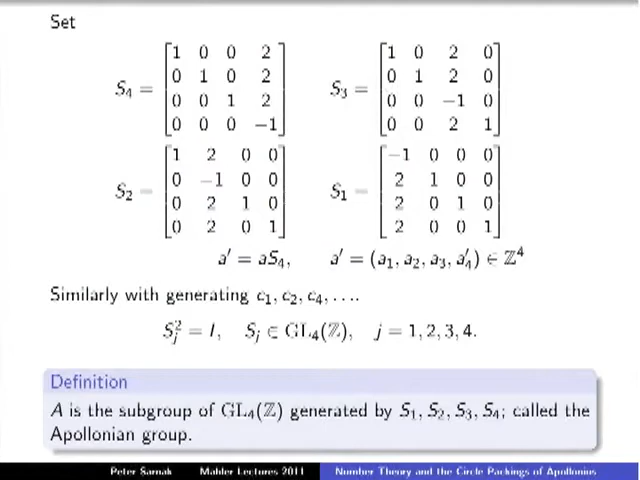 Set
S₄ = [1 0 0 2; 0 1 0 2; 0 0 1 2; 0 0 0 −1] S₃ = [1 0 2 0; 0 1 2 0; 0 0 −1 0; 0 0 2 1]
S₂ = [1 2 0 0; 0 −1 0 0; 0 2 1 0; 0 2 0 1] S₁ = [−1 0 0 0; 2 1 0 0; 2 0 1 0; 2 0 0 1]
a′ = aS₄, a′ = (a₁, a₂, a₃, a′₄) ∈ ℤ⁴
Similarly with generating c₁, c₂, c₄, ....
S²ⱼ = I, Sⱼ ∈ GL₄(ℤ), j = 1, 2, 3, 4.
Definition
A is the subgroup of GL₄(ℤ) generated by S₁, S₂, S₃, S₄; called the
Apollonian group.
Peter Sarnak Mahler Lectures 2011 Number Theory and the Circle Packings of Apollonius